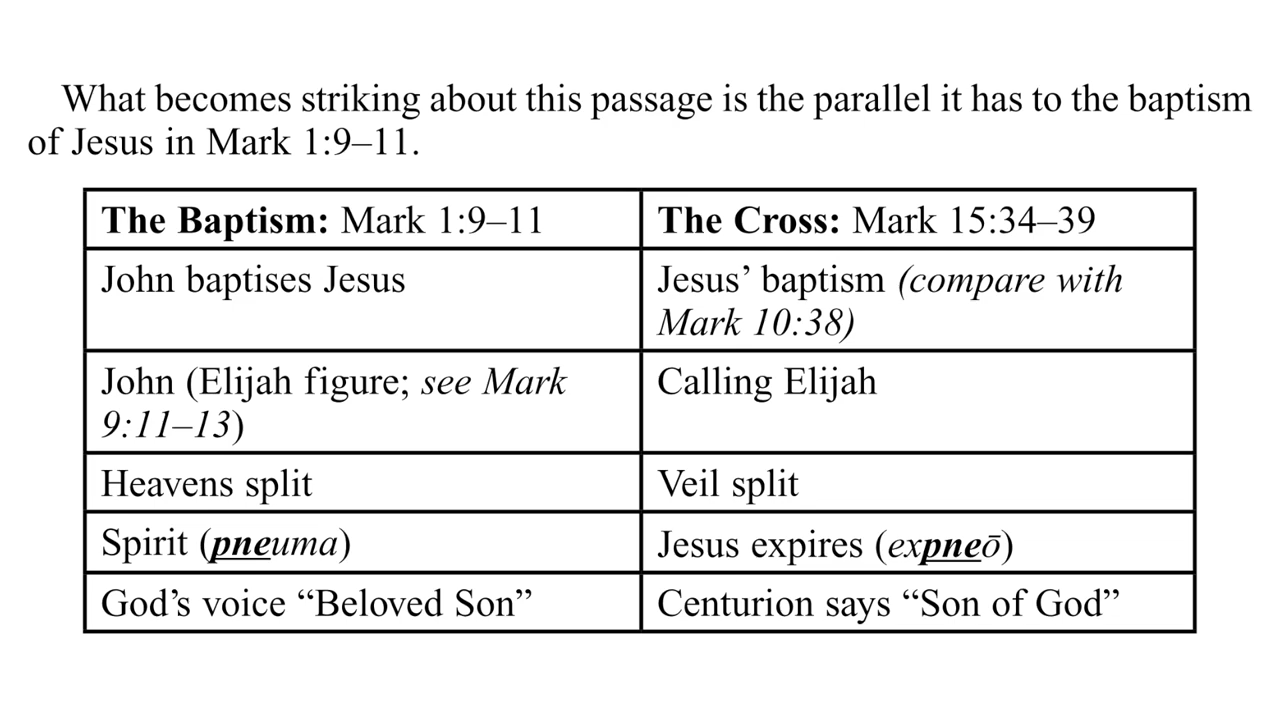 What becomes striking about this passage is the parallel it has to the baptism
of Jesus in Mark 1:9–11.
The Baptism: Mark 1:9–11
The Cross: Mark 15:34–39
John baptises Jesus
Jesus’ baptism (compare with
Mark 10:38)
John (Elijah figure; see Mark
9:11–13)
Calling Elijah
Heavens split
Veil split
Spirit (pneuma)
Jesus expires (expneō)
God’s voice “Beloved Son”
Centurion says “Son of God”